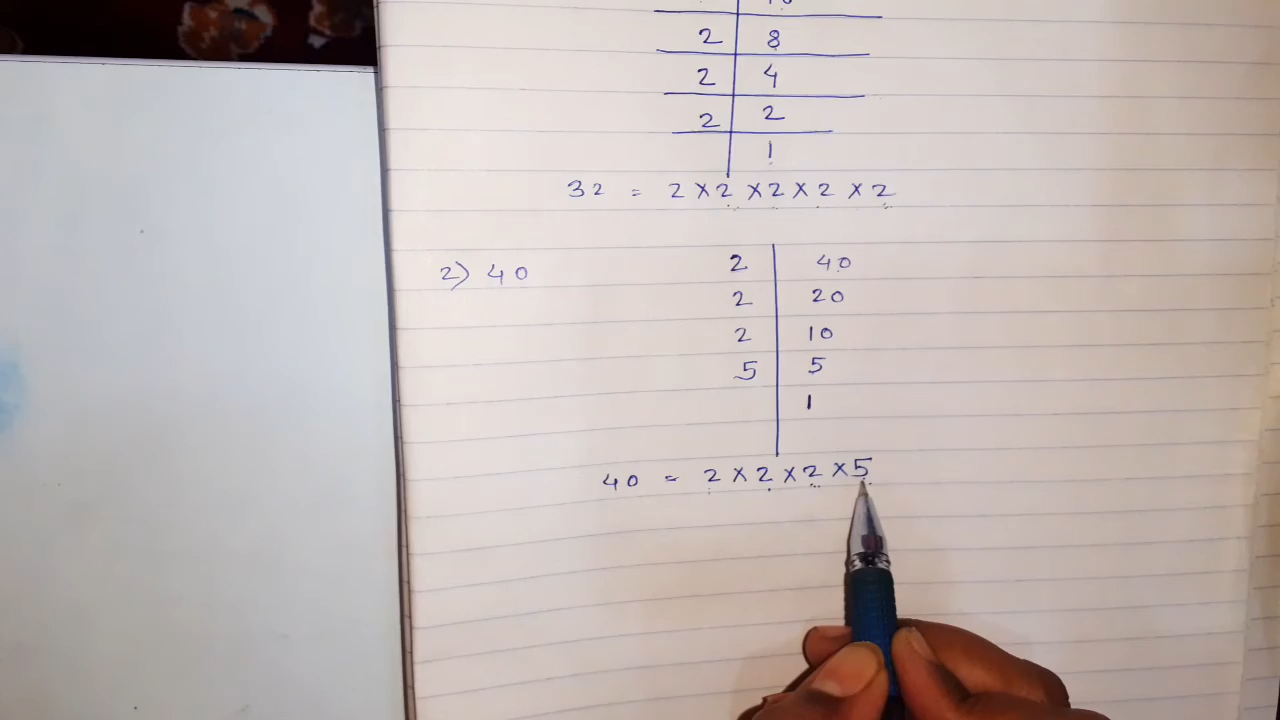 2 8
2 4
2 2
1
32 = 2 × 2 × 2 × 2 × 2
2) 40 2 40
2 20
2 10
5 5
1
40 = 2 × 2 × 2 × 5